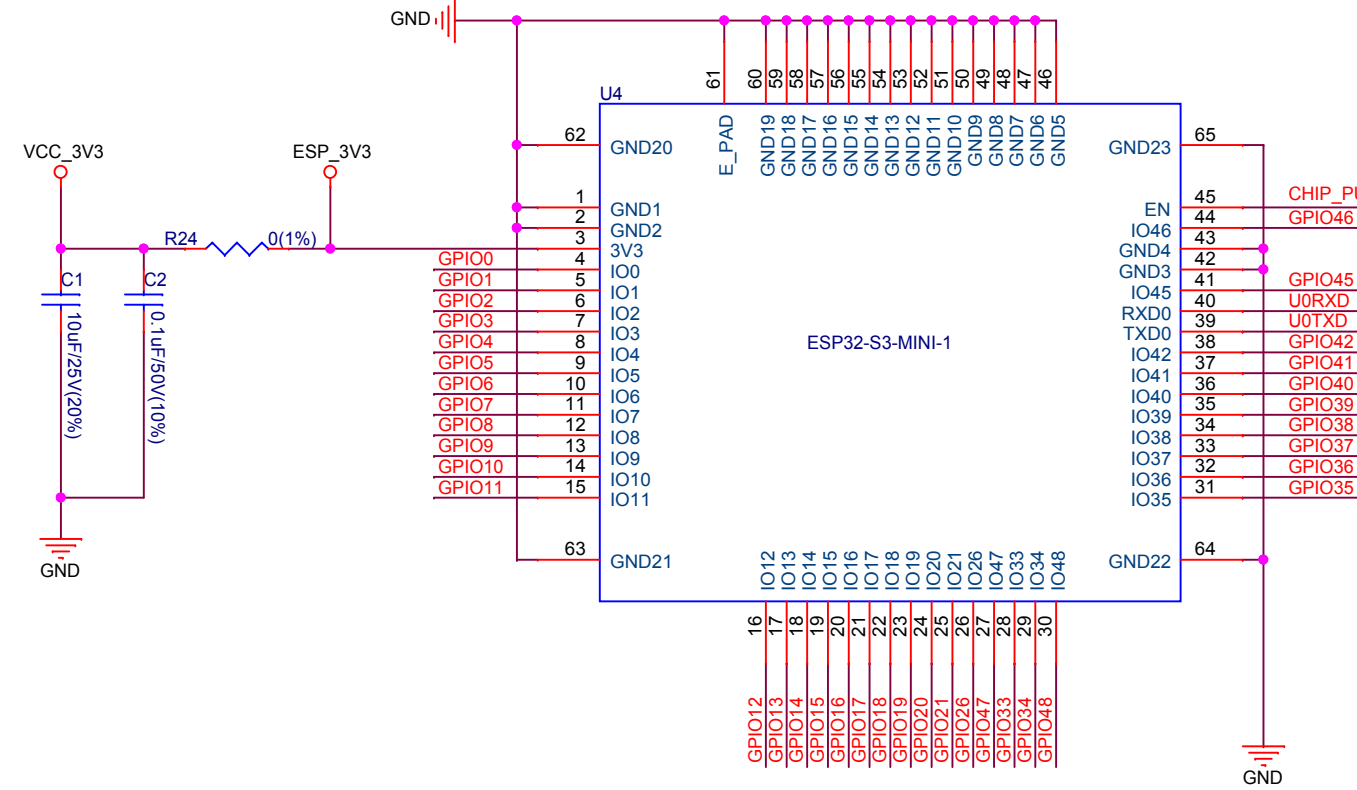 GND
61
60
59
58
57
56
55
54
53
52
51
50
49
48
47
46
U4
E_PAD
GND19
GND18
GND17
GND16
GND15
GND14
GND13
GND12
GND11
GND10
GND9
GND8
GND7
GND6
GND5
VCC_3V3
ESP_3V3
R24
0(1%)
C1
10uF/25V(20%)
C2
0.1uF/50V(10%)
GND
62 GND20
1 GND1
2 GND2
3 3V3
GPIO0 4 IO0
GPIO1 5 IO1
GPIO2 6 IO2
GPIO3 7 IO3
GPIO4 8 IO4
GPIO5 9 IO5
GPIO6 10 IO6
GPIO7 11 IO7
GPIO8 12 IO8
GPIO9 13 IO9
GPIO10 14 IO10
GPIO11 15 IO11
63 GND21
ESP32-S3-MINI-1
GND23 65
EN 45 CHIP_PU
IO46 44 GPIO46
GND4 43
GND3 42
IO45 41 GPIO45
RXD0 40 U0RXD
TXD0 39 U0TXD
IO42 38 GPIO42
IO41 37 GPIO41
IO40 36 GPIO40
IO39 35 GPIO39
IO38 34 GPIO38
IO37 33 GPIO37
IO36 32 GPIO36
IO35 31 GPIO35
GND22 64
IO12 16 GPIO12
IO13 17 GPIO13
IO14 18 GPIO14
IO15 19 GPIO15
IO16 20 GPIO16
IO17 21 GPIO17
IO18 22 GPIO18
IO19 23 GPIO19
IO20 24 GPIO20
IO21 25 GPIO21
IO26 26 GPIO26
IO47 27 GPIO47
IO33 28 GPIO33
IO34 29 GPIO34
IO48 30 GPIO48
GND